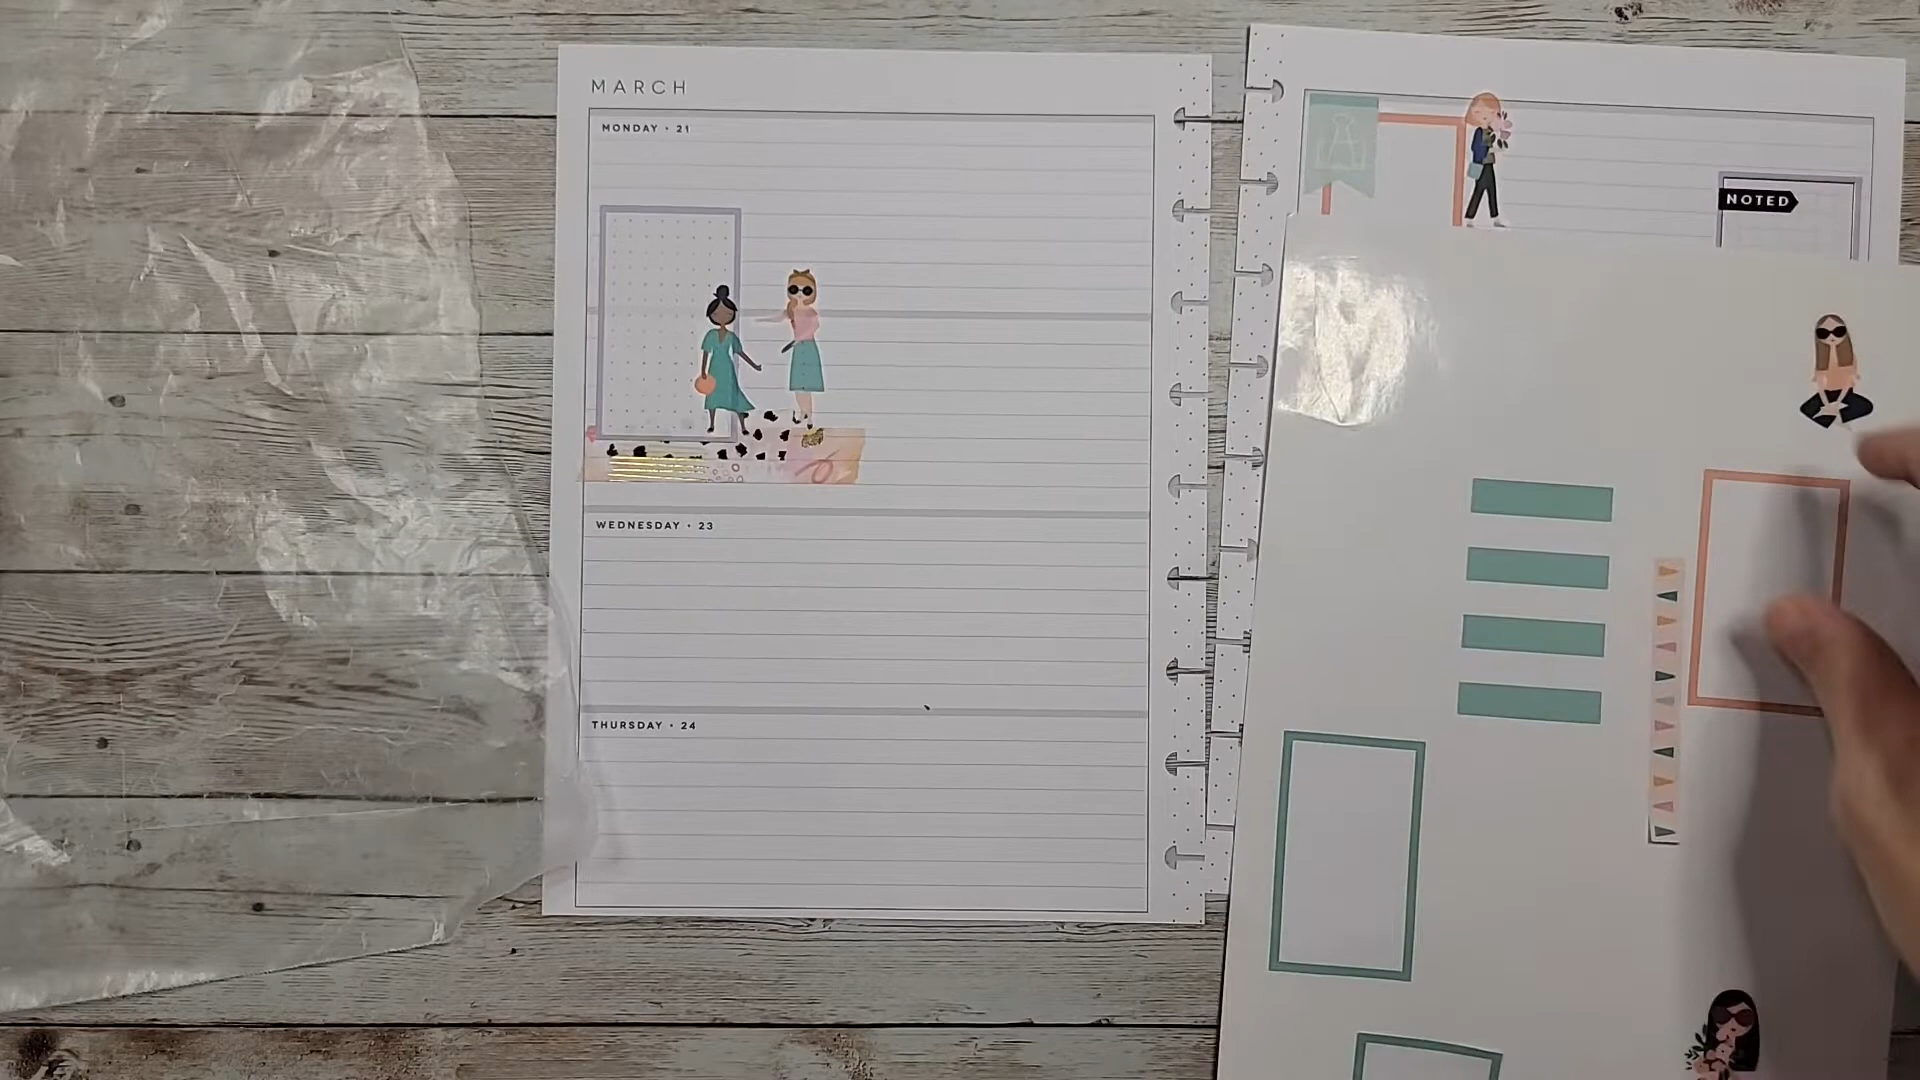 MARCH
MONDAY • 21
WEDNESDAY • 23
THURSDAY • 24
NOTED